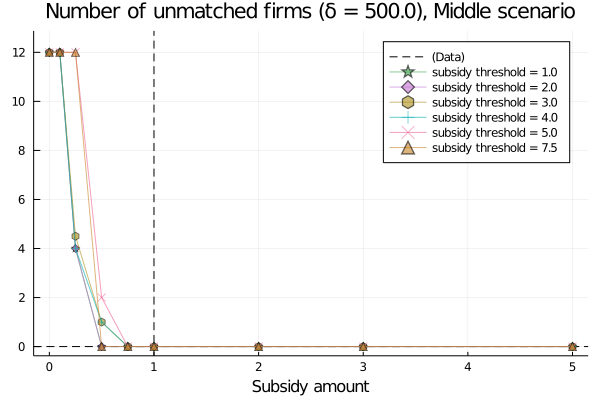 Number of unmatched firms (δ = 500.0), Middle scenario
(Data)
subsidy threshold = 1.0
subsidy threshold = 2.0
subsidy threshold = 3.0
subsidy threshold = 4.0
subsidy threshold = 5.0
subsidy threshold = 7.5
12
10
8
6
4
2
0
0 1 2 3 4 5
Subsidy amount